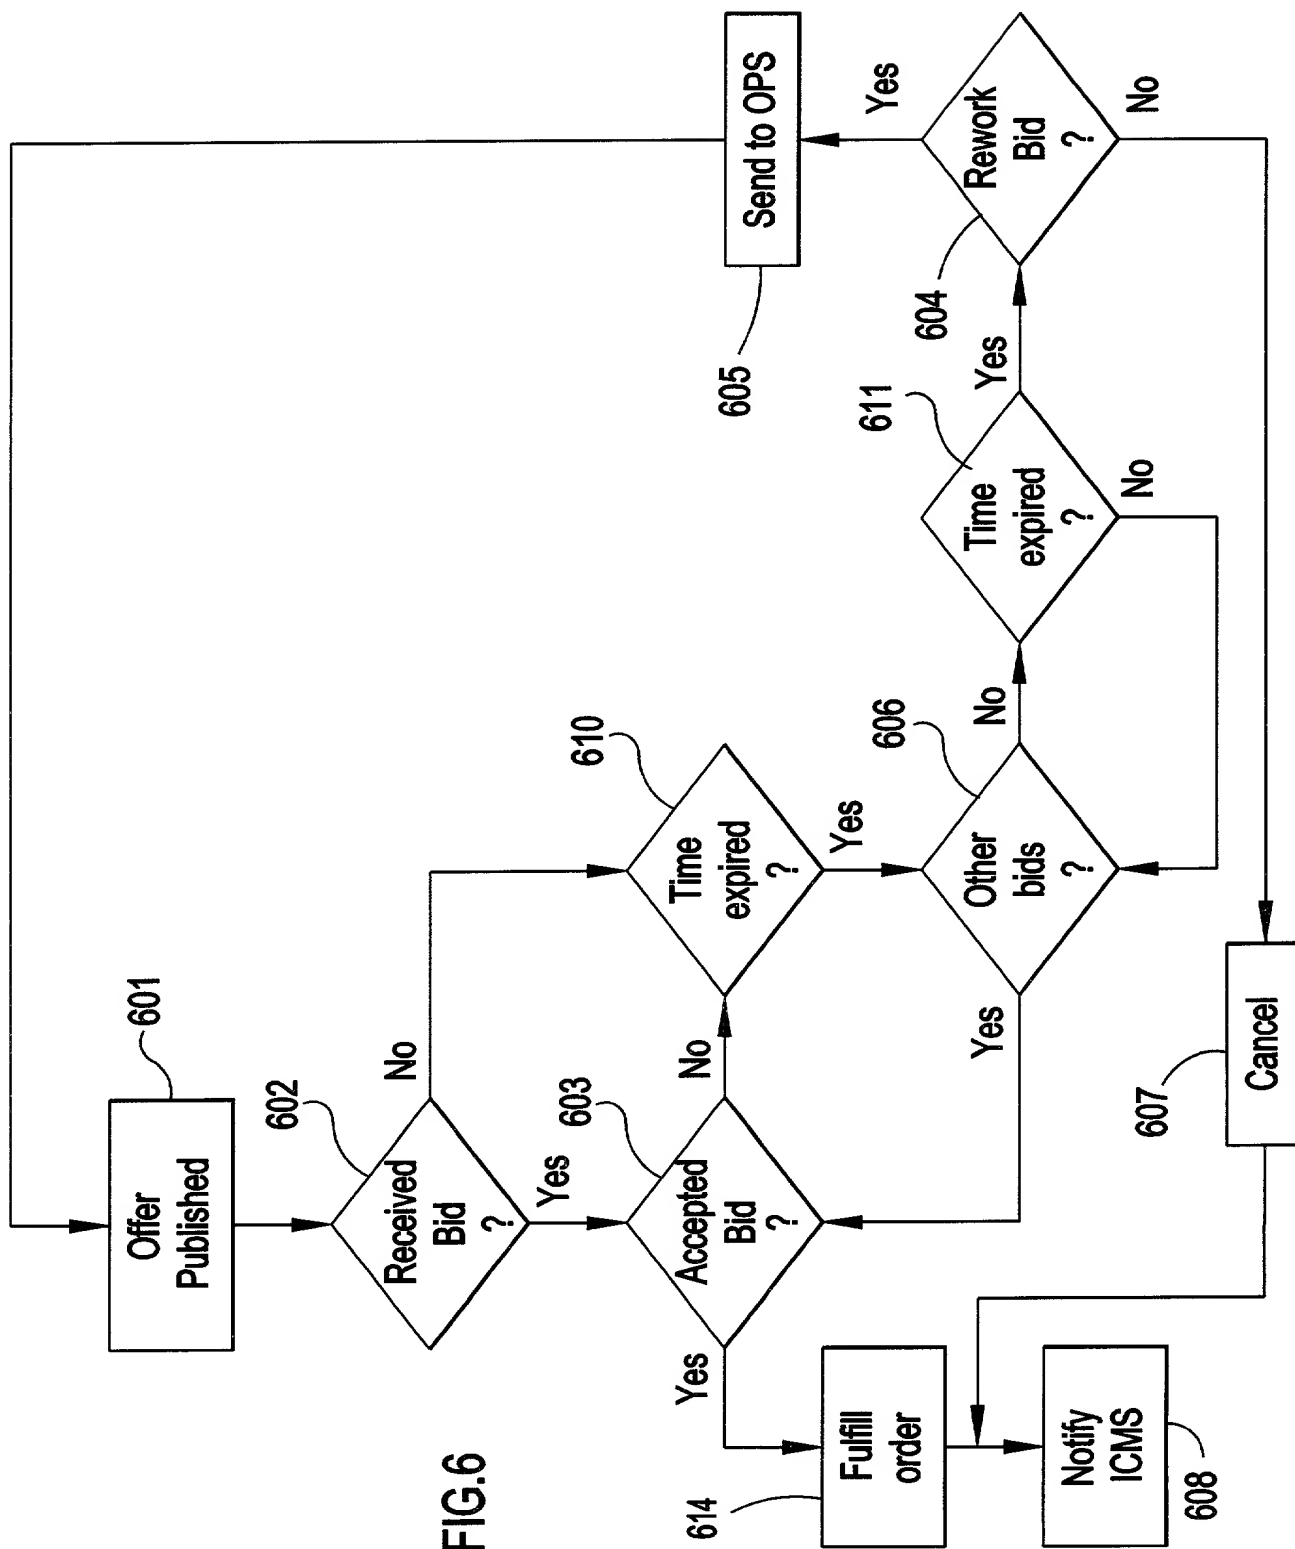 FIG.6
601
Offer
Published
602
Received
Bid
?
No
Yes
603
Accepted
Bid
?
No
Yes
610
Time
expired
?
Yes
614
Fulfill
order
606
Other
bids
?
Yes
No
611
Time
expired
?
Yes
No
604
Rework
Bid
?
Yes
No
605
Send to OPS
607
Cancel
Notify
ICMS
608